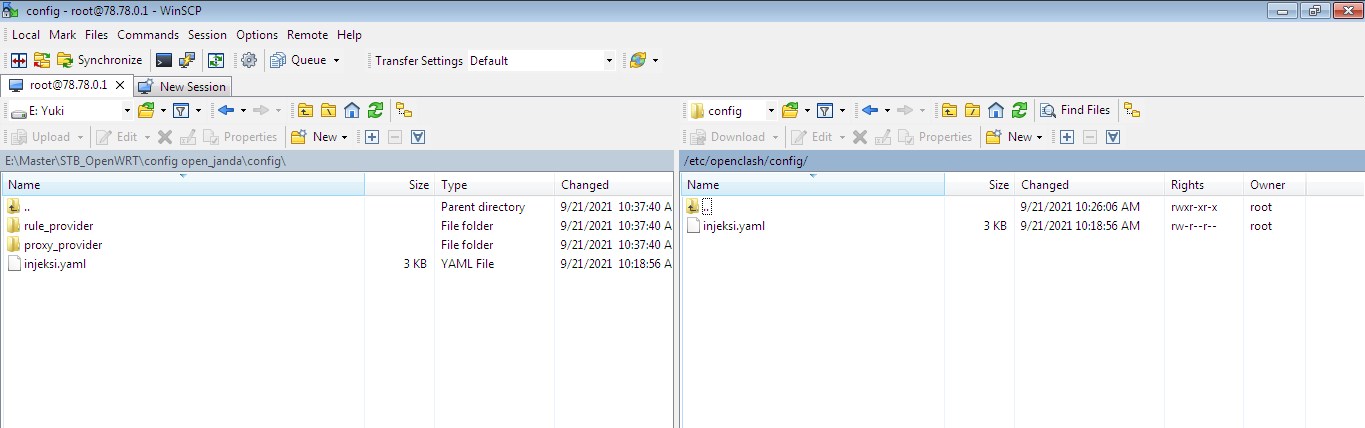 config - root@78.78.0.1 - WinSCP
Local Mark Files Commands Session Options Remote Help
Synchronize Queue Transfer Settings Default
root@78.78.0.1 New Session
E: Yuki config Find Files
Upload Edit Properties New Download Edit Properties New
E:\Master\STB_OpenWRT\config open_janda\config\ /etc/openclash/config/
Name Size Type Changed Name Size Changed Rights Owner
.. Parent directory 9/21/2021 10:37:40 A .. 9/21/2021 10:26:06 AM rwxr-xr-x root
rule_provider File folder 9/21/2021 10:37:40 A injeksi.yaml 3 KB 9/21/2021 10:18:56 AM rw-r--r-- root
proxy_provider File folder 9/21/2021 10:37:40 A
injeksi.yaml 3 KB YAML File 9/21/2021 10:18:56 A